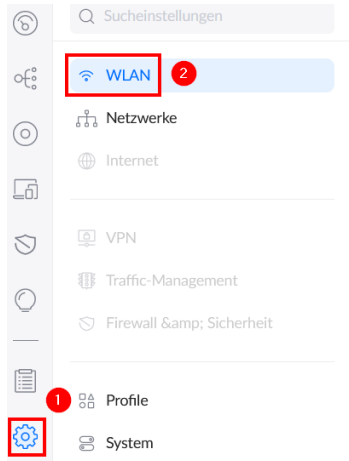 Sucheinstellungen
WLAN 2
Netzwerke
Internet
VPN
Traffic-Management
Firewall &amp; Sicherheit
1 Profile
System